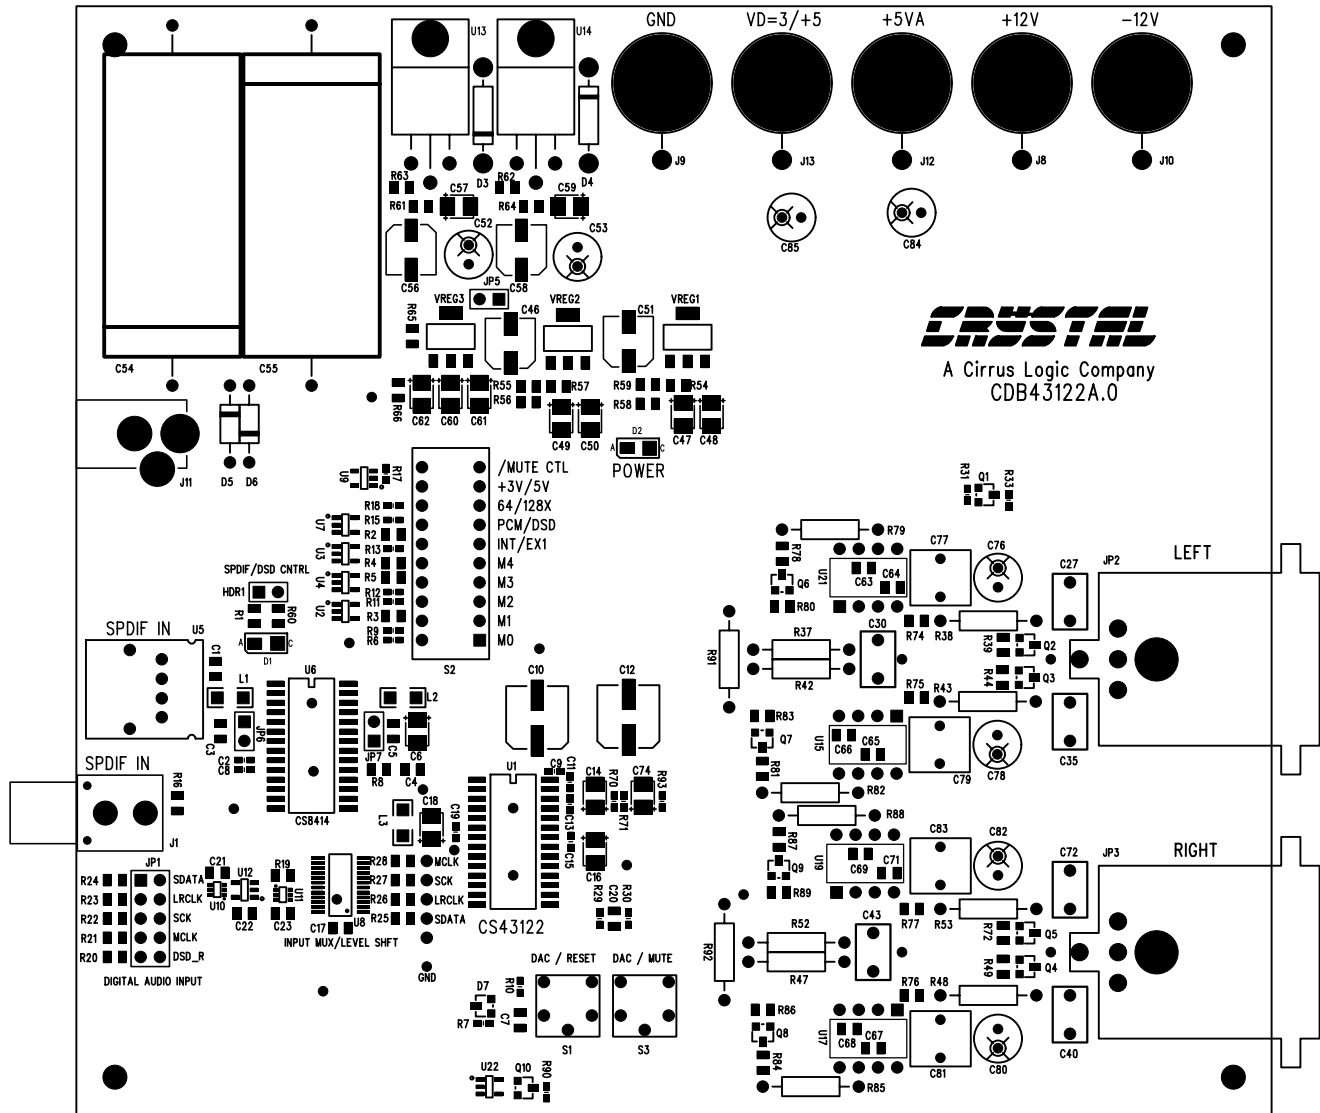 GND VD=3/+5 +5VA +12V -12V
U13 U14
J9 J13 J12 J8 J10
R63 D3 R62 D4
C57 C59
R61 R64
C52 C53
C85 C84
C56 C58
JP5
VREG3 VREG2 VREG1
C46 C51
R65
CRYSTAL
A Cirrus Logic Company
CDB43122A.0
C54 C55
R55 R57 R59 R54
R56 R58
R66
C62 C60 C61 C49 C50 C47 C48
D2
A C
POWER
J11 D5 D6
U9 R17
/MUTE CTL
+3V/5V
64/128X
PCM/DSD
INT/EX1
M4
M3
M2
M1
M0
S2
R18
R15
R2
R13
R4
R5
R12
R11
R3
R9
R6
U7
U3
U4
U2
SPDIF/DSD CNTRL
HDR1
R1 R60
A C
D1
SPDIF IN
U5
C1
L1
U6
L2
C3
JP6
C2
C8
JP7
C5
C6
R8 C4
CS8414
C10 C12
SPDIF IN
R16
J1
L3
C18
C19
U1
C9
C11
C13
C15
C14
R70
R71
C74
R93
C16
R29
C20
R30
CS43122
JP1
R24 SDATA
R23 LRCLK
R22 SCK
R21 MCLK
R20 DSD_R
DIGITAL AUDIO INPUT
C21
U12
U10
C22
R19
U11
C23
C17
U8
INPUT MUX/LEVEL SHFT
R28 MCLK
R27 SCK
R26 LRCLK
R25 SDATA
GND
DAC / RESET DAC / MUTE
D7 R10
R7 C7
S1 S3
U22 Q10 R90
R31 Q1 R33
R79
R78
C77 C76
C27
JP2
LEFT
U21
C63 C64
Q6
R80
R74 R38
R37
C30
R42
R91
R39 Q2
R44 Q3
R75 R43
R83
Q7
U15
C66 C65
R81
C79 C78
C35
R82
R88
R87
C83 C82
C72
JP3
RIGHT
Q9
U19
C69 C71
R89
R77 R53
R52
C43
R47
R92
R72 Q5
R49 Q4
R76 R48
R86
Q8
U17
C68 C67
R84
C81 C80
C40
R85